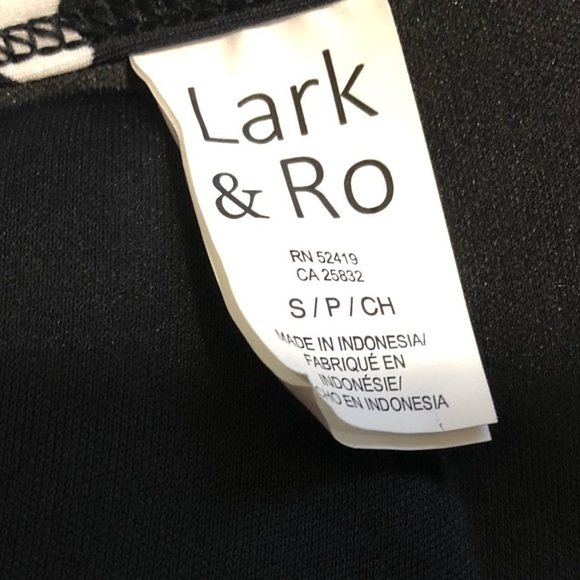 Lark
& Ro
RN 52419
CA 25832
S / P / CH
MADE IN INDONESIA/
FABRIQUÉ EN
INDONÉSIE/
EN INDONESIA